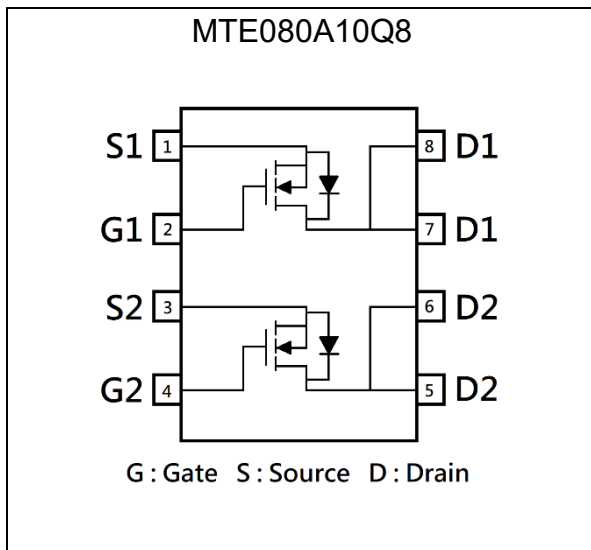 MTE080A10Q8
S1 1 8 D1
G1 2 7 D1
S2 3 6 D2
G2 4 5 D2
G : Gate S : Source D : Drain